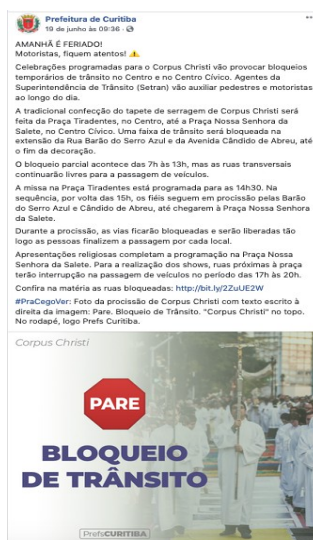 Prefeitura de Curitiba
19 de junho às 09:36 ·
AMANHÃ É FERIADO!
Motoristas, fiquem atentos! ⚠️
Celebrações programadas para o Corpus Christi vão provocar bloqueios
temporários de trânsito no Centro e no Centro Cívico. Agentes da
Superintendência de Trânsito (Setran) vão auxiliar pedestres e motoristas
ao longo do dia.
A tradicional confecção do tapete de serragem de Corpus Christi será
feita da Praça Tiradentes, no Centro, até a Praça Nossa Senhora da
Salete, no Centro Cívico. Uma faixa de trânsito será bloqueada na
extensão da Rua Barão do Serro Azul e da Avenida Cândido de Abreu, até
o fim da decoração.
O bloqueio parcial acontece das 7h às 13h, mas as ruas transversais
continuarão livres para a passagem de veículos.
A missa na Praça Tiradentes está programada para as 14h30. Na
sequência, por volta das 15h, os fiéis seguem em procissão pelas Barão
do Serro Azul e Cândido de Abreu, até chegarem à Praça Nossa Senhora
da Salete.
Durante a procissão, as vias ficarão bloqueadas e serão liberadas tão
logo as pessoas finalizem a passagem por cada local.
Apresentações religiosas completam a programação na Praça Nossa
Senhora da Salete. Para a realização dos shows, ruas próximas à praça
terão interrupção na passagem de veículos no período das 17h às 20h.
Confira na matéria as ruas bloqueadas: http://bit.ly/2ZuUE2W
#PraCegoVer: Foto da procissão de Corpus Christi com texto escrito à
direita da imagem: Pare. Bloqueio de Trânsito. "Corpus Christi" no topo.
No rodapé, logo Prefs Curitiba.
Corpus Christi
PARE
BLOQUEIO
DE TRÂNSITO
PrefsCURITIBA